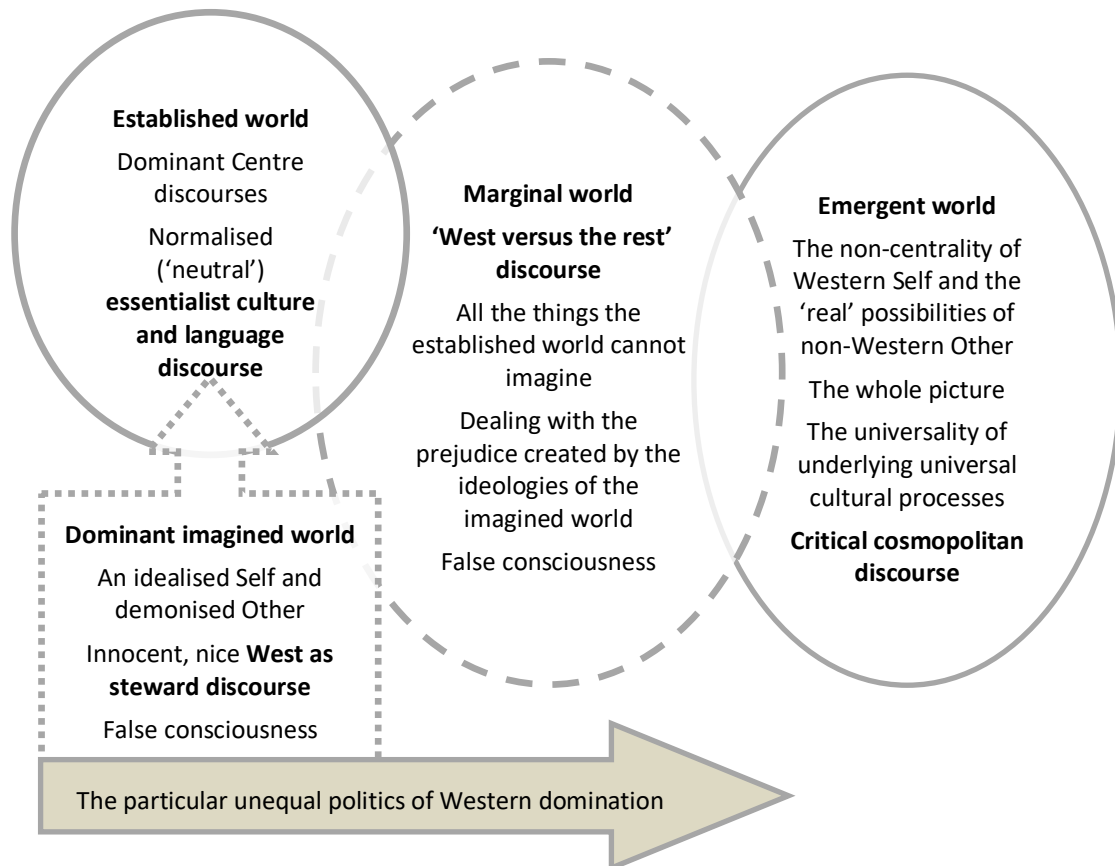 Established world
Dominant Centre
discourses
Normalised
(‘neutral’)
essentialist culture
and language
discourse
Dominant imagined world
An idealised Self and
demonised Other
Innocent, nice West as
steward discourse
False consciousness
Marginal world
‘West versus the rest’
discourse
All the things the
established world cannot
imagine
Dealing with the
prejudice created by the
ideologies of the
imagined world
False consciousness
Emergent world
The non-centrality of
Western Self and the
‘real’ possibilities of
non-Western Other
The whole picture
The universality of
underlying universal
cultural processes
Critical cosmopolitan
discourse
The particular unequal politics of Western domination